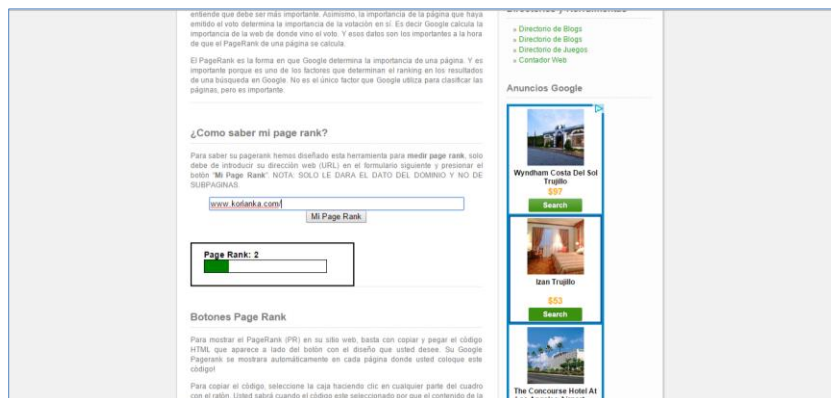 entiende que debe ser más importante. Asimismo, la importancia de la página que haya
emitido el voto determina la importancia de la votación en sí. Es decir Google calcula la
importancia de la web de donde vino el voto. Y esos datos son los importantes a la hora
de que el PageRank de una página se calcula.
El PageRank es la forma en que Google determina la importancia de una página. Y es
importante porque es uno de los factores que determinan el ranking en los resultados
de una búsqueda en Google. No es el único factor que Google utiliza para clasificar las
páginas, pero es importante.
¿Como saber mi page rank?
Para saber su pagerank hemos diseñado esta herramienta para medir page rank, solo
debe de introducir su dirección web (URL) en el formulario siguiente y presionar el
botón "Mi Page Rank". NOTA: SOLO LE DARA EL DATO DEL DOMINIO Y NO DE
SUBPAGINAS.
www.korianka.com/
Mi Page Rank
Page Rank: 2
Botones Page Rank
Para mostrar el PageRank (PR) en su sitio web, basta con copiar y pegar el código
HTML que aparece a lado del botón con el diseño que usted desee. Su Google
Pagerank se mostrara automáticamente en cada página donde usted coloque este
código!
Para copiar el código, seleccione la caja haciendo clic en cualquier parte del cuadro
con el ratón. Usted sabrá cuando el código este seleccionado por que el contenido de la
» Directorio de Blogs
» Directorio de Blogs
» Directorio de Juegos
» Contador Web
Anuncios Google
Wyndham Costa Del Sol
Trujillo
$57
Search
Izan Trujillo
$53
Search
The Concourse Hotel At